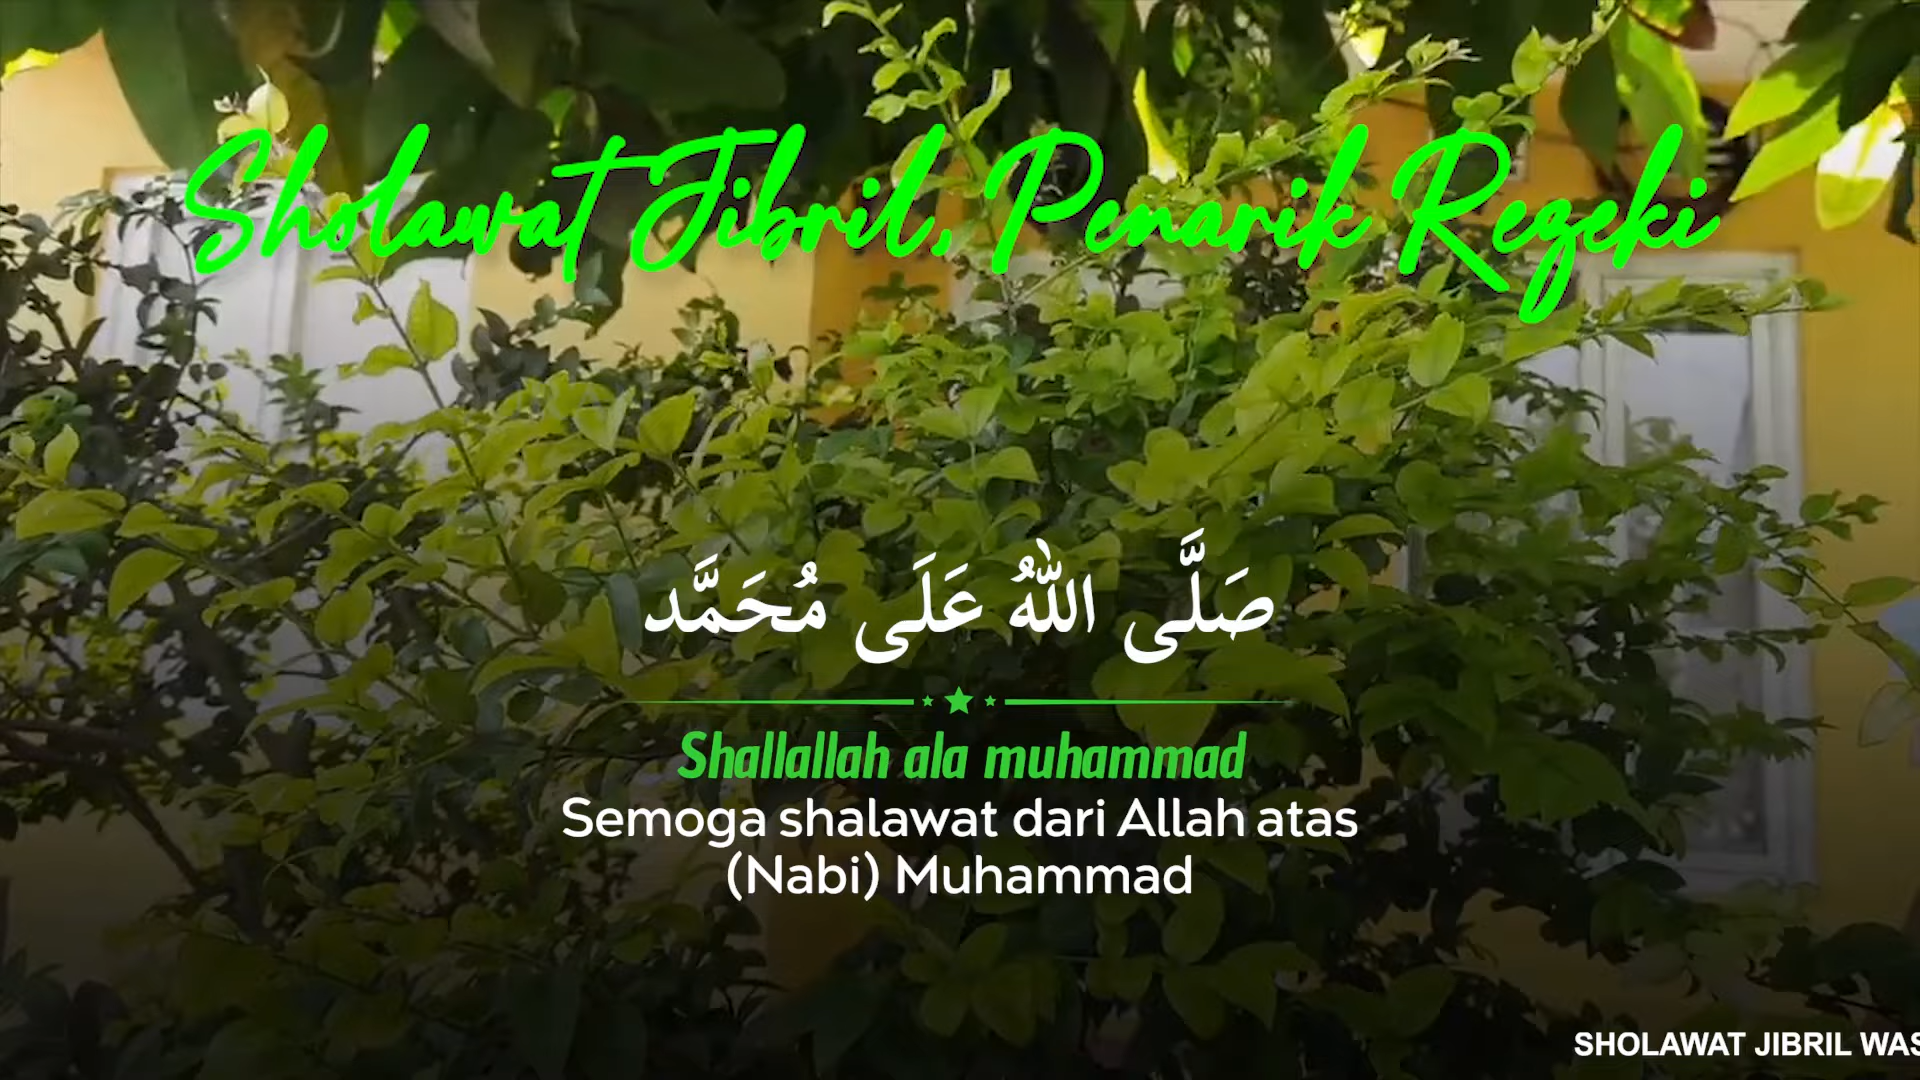 Sholawat Jibril, Penarik Rezeki
صَلَّى اللّٰهُ عَلَى مُحَمَّد
Shallallah ala muhammad
Semoga shalawat dari Allah atas
(Nabi) Muhammad
SHOLAWAT JIBRIL WAS